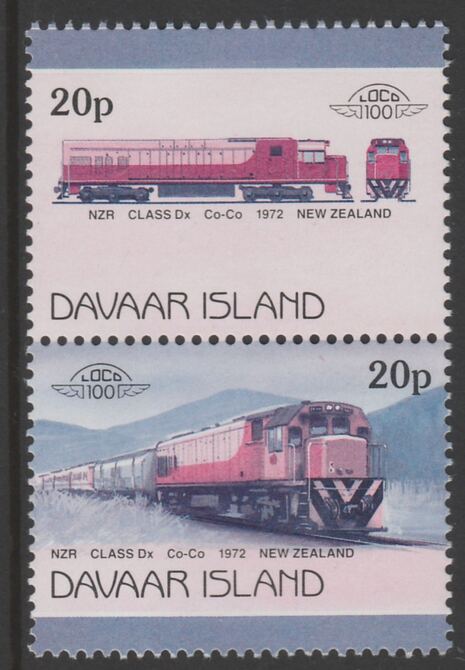 20p
LOCO
100
NZR CLASS Dx Co-Co 1972 NEW ZEALAND
DAVAAR ISLAND
LOCO
100
20p
NZR CLASS Dx Co-Co 1972 NEW ZEALAND
DAVAAR ISLAND